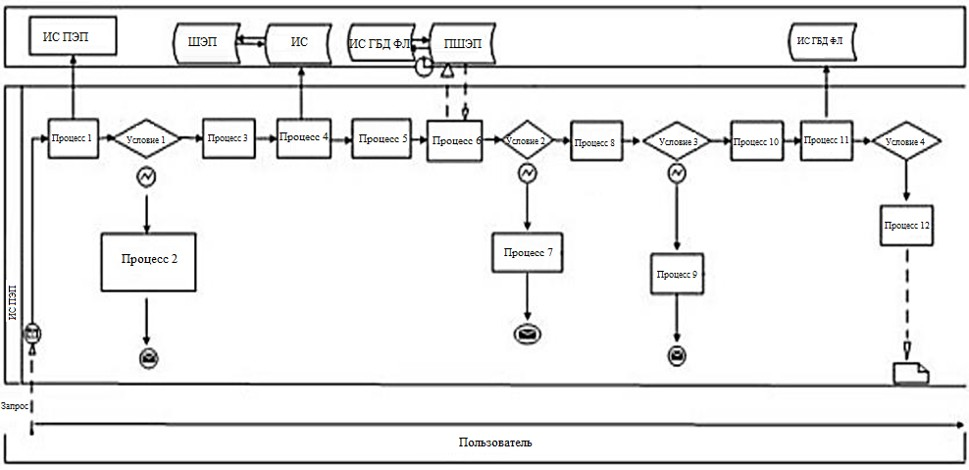 ИС ПЭП
ШЭП
ИС
ИС ГБД ФЛ
ПШЭП
ИС ГБД ФЛ
Процесс 1
Условие 1
Процесс 3
Процесс 4
Процесс 5
Процесс 6
Условие 2
Процесс 8
Условие 3
Процесс 10
Процесс 11
Условие 4
Процесс 2
Процесс 7
Процесс 9
Процесс 12
ИС ПЭП
Запрос
Пользователь